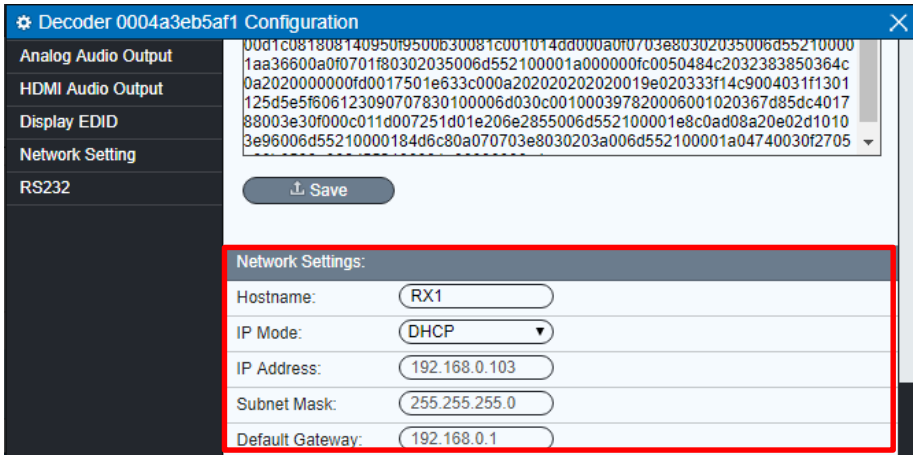 Decoder 0004a3eb5af1 Configuration
Analog Audio Output
HDMI Audio Output
Display EDID
Network Setting
RS232
00d1c081808140950f9500b30081c001014dd000a0f0703e80302035006d55210000
1aa36600a0f0701f80302035006d552100001a000000fc0050484c2032383850364c
0a2020000000fd0017501e633c000a202020202020019e020333f14c9004031f1301
125d5e5f606123090707830100006d030c001000397820006001020367d85dc4017
88003e30f000c011d007251d01e206e2855006d552100001e8c0ad08a20e02d1010
3e96006d55210000184d6c80a070703e8030203a006d552100001a04740030f2705
Save
Network Settings:
Hostname: RX1
IP Mode: DHCP
IP Address: 192.168.0.103
Subnet Mask: 255.255.255.0
Default Gateway: 192.168.0.1